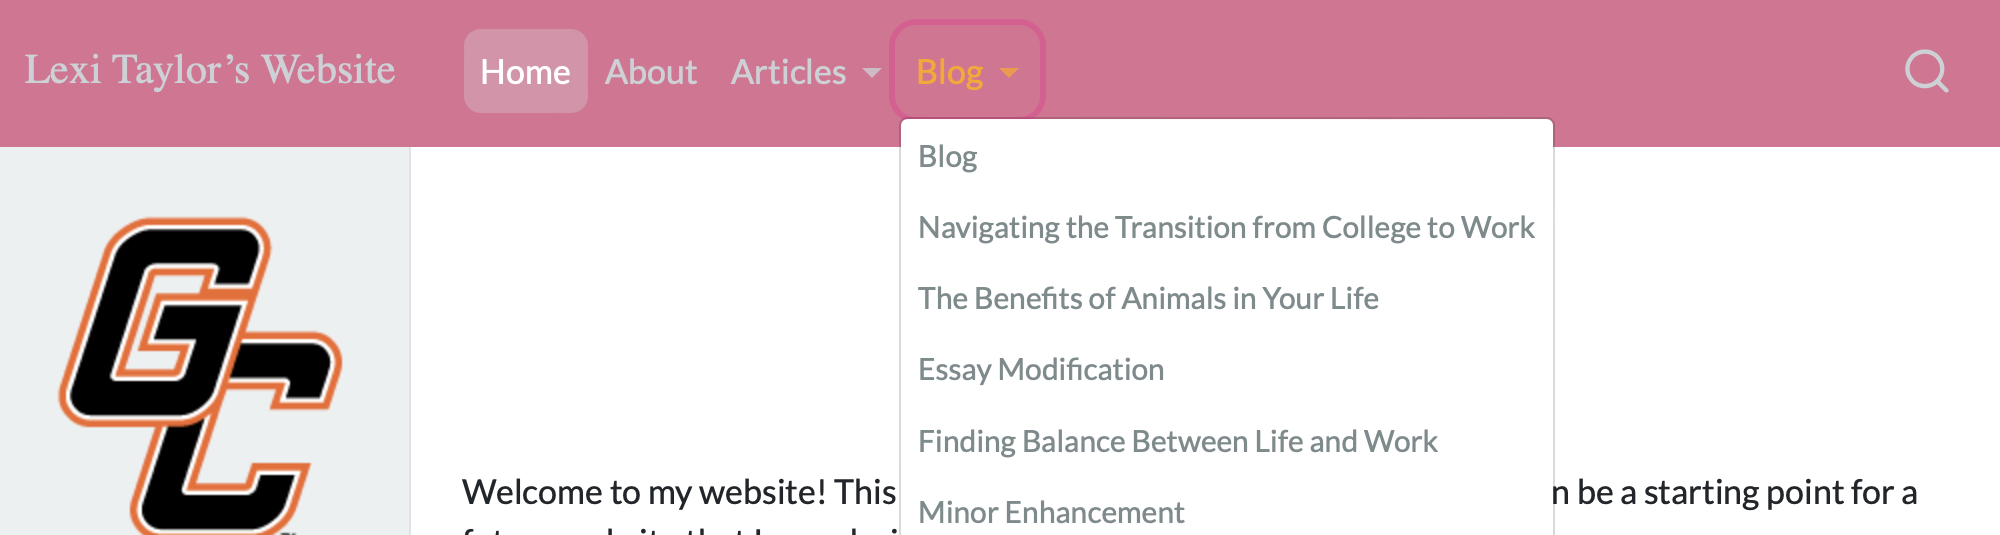 Lexi Taylor’s Website
Home About Articles Blog
Blog
Navigating the Transition from College to Work
The Benefits of Animals in Your Life
Essay Modification
Finding Balance Between Life and Work
Minor Enhancement
GC
Welcome to my website! This
n be a starting point for a